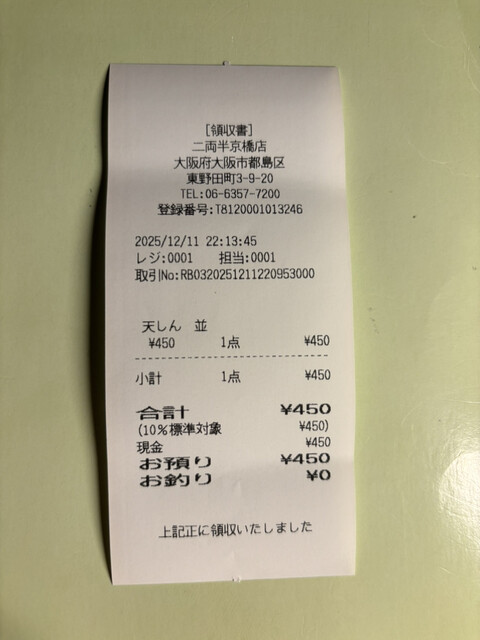 [領収書]
二両半京橋店
大阪府大阪市都島区
東野田町3-9-20
TEL:06-6357-7200
登録番号:T8120001013246
2025/12/11 22:13:45
レジ:0001 担当:0001
取引No:RB0320251211220953000
天しん 並
¥450 1点 ¥450
小計 1点 ¥450
合計 ¥450
(10%標準対象 ¥450)
現金 ¥450
お預り ¥450
お釣り ¥0
上記正に領収いたしました